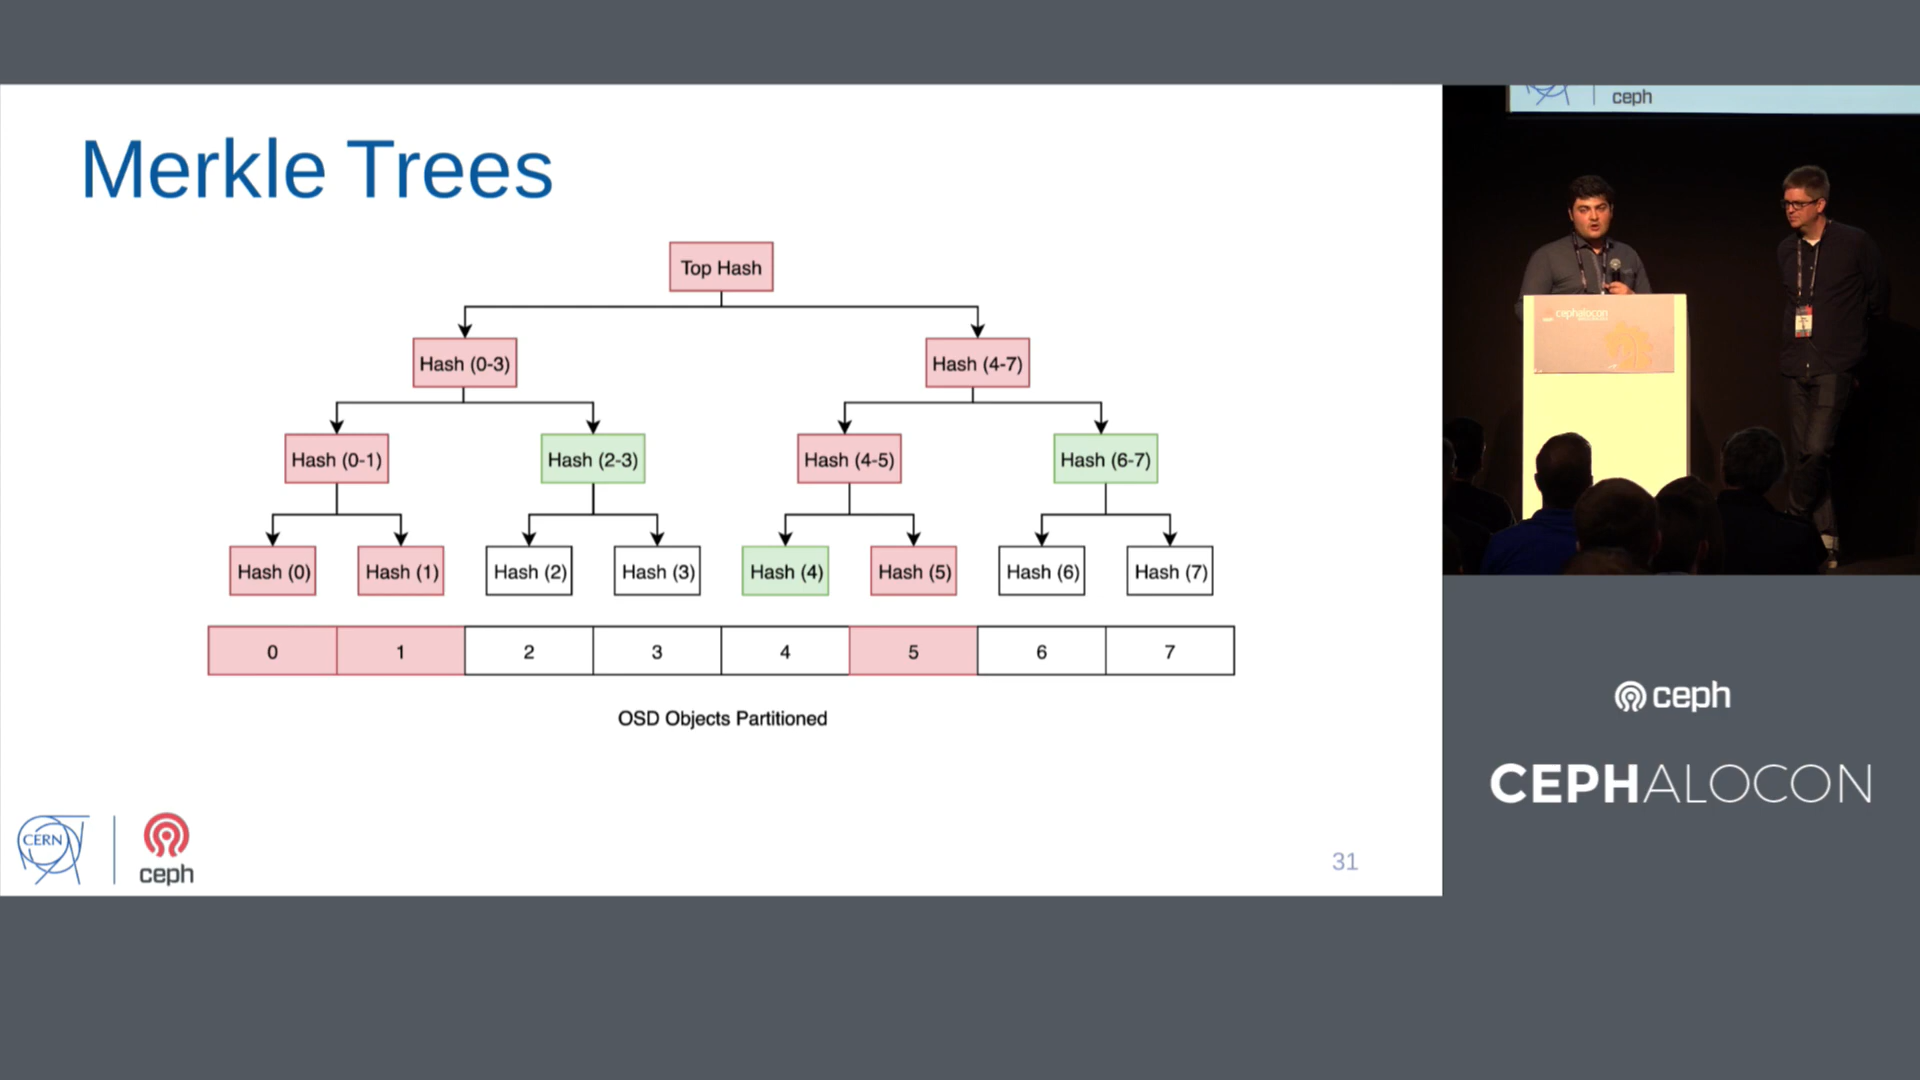 Merkle Trees
Top Hash
Hash (0-3)
Hash (4-7)
Hash (0-1)
Hash (2-3)
Hash (4-5)
Hash (6-7)
Hash (0)
Hash (1)
Hash (2)
Hash (3)
Hash (4)
Hash (5)
Hash (6)
Hash (7)
0 1 2 3 4 5 6 7
OSD Objects Partitioned
CERN
ceph
31
ceph
cephalocon
ceph
CEPHALOCON